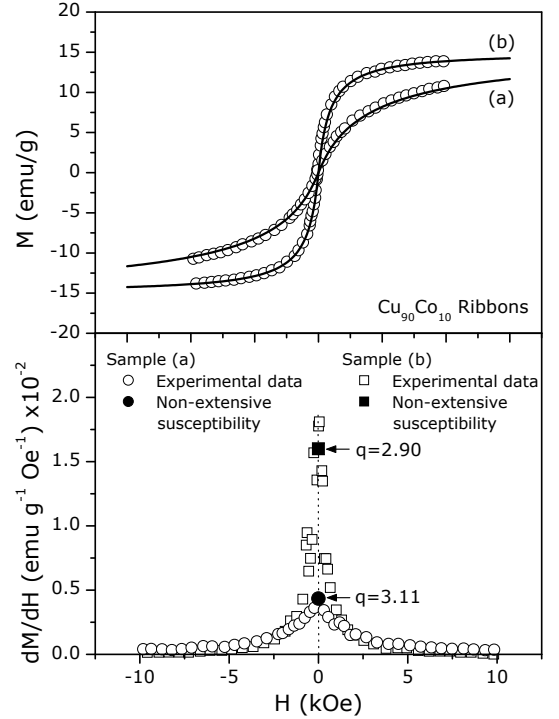 20
15
(b)
10
(a)
5
0
-5
-10
-15
Cu90Co10 Ribbons
-20
M (emu/g)
Sample (a) Sample (b)
Experimental data Experimental data
Non-extensive susceptibility Non-extensive susceptibility
2.0
q=2.90
1.5
1.0
q=3.11
0.5
0.0
dM/dH (emu g-1 Oe-1) x10-2
-10 -5 0 5 10
H (kOe)